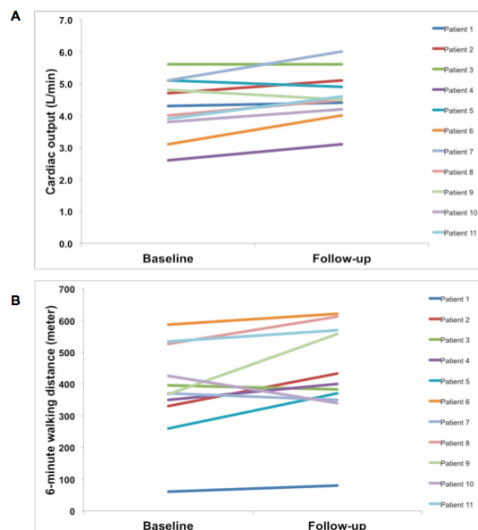 A
Cardiac output (L/min)
7.0
6.0
5.0
4.0
3.0
2.0
1.0
0.0
Baseline Follow-up
Patient 1
Patient 2
Patient 3
Patient 4
Patient 5
Patient 6
Patient 7
Patient 8
Patient 9
Patient 10
Patient 11
B
6-minute walking distance (meter)
700
600
500
400
300
200
100
0
Baseline Follow-up
Patient 1
Patient 2
Patient 3
Patient 4
Patient 5
Patient 6
Patient 7
Patient 8
Patient 9
Patient 10
Patient 11